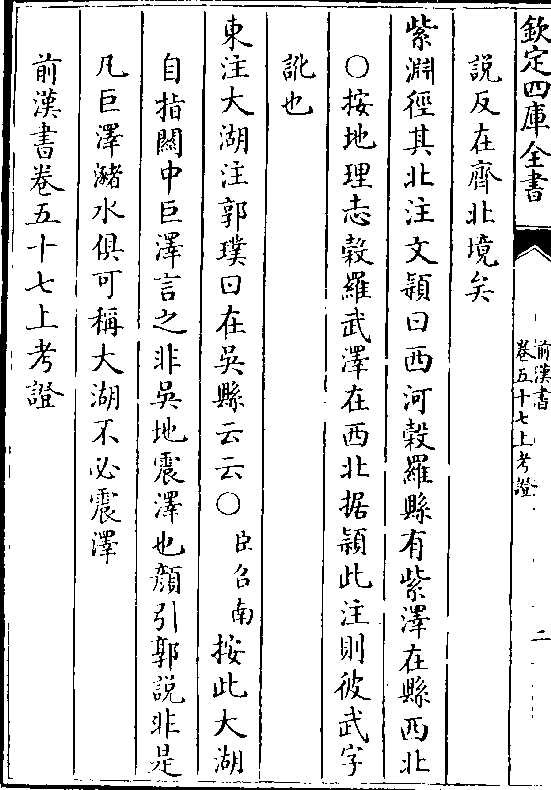 欽定四庫全書
前漢書
卷五十七上考證
二
說反在齊北境矣
紫淵徑其北注文穎曰西河榖羅縣有紫澤在縣西北
○按地理志榖羅武澤在西北据穎此注則彼武字
訛也
東注大湖注郭璞曰在吳縣云云○臣召南按此大湖
自指關中巨澤言之非吳地震澤也顔引郭説非是
凡巨澤瀦水俱可稱大湖不必震澤
前漢書卷五十七上考證